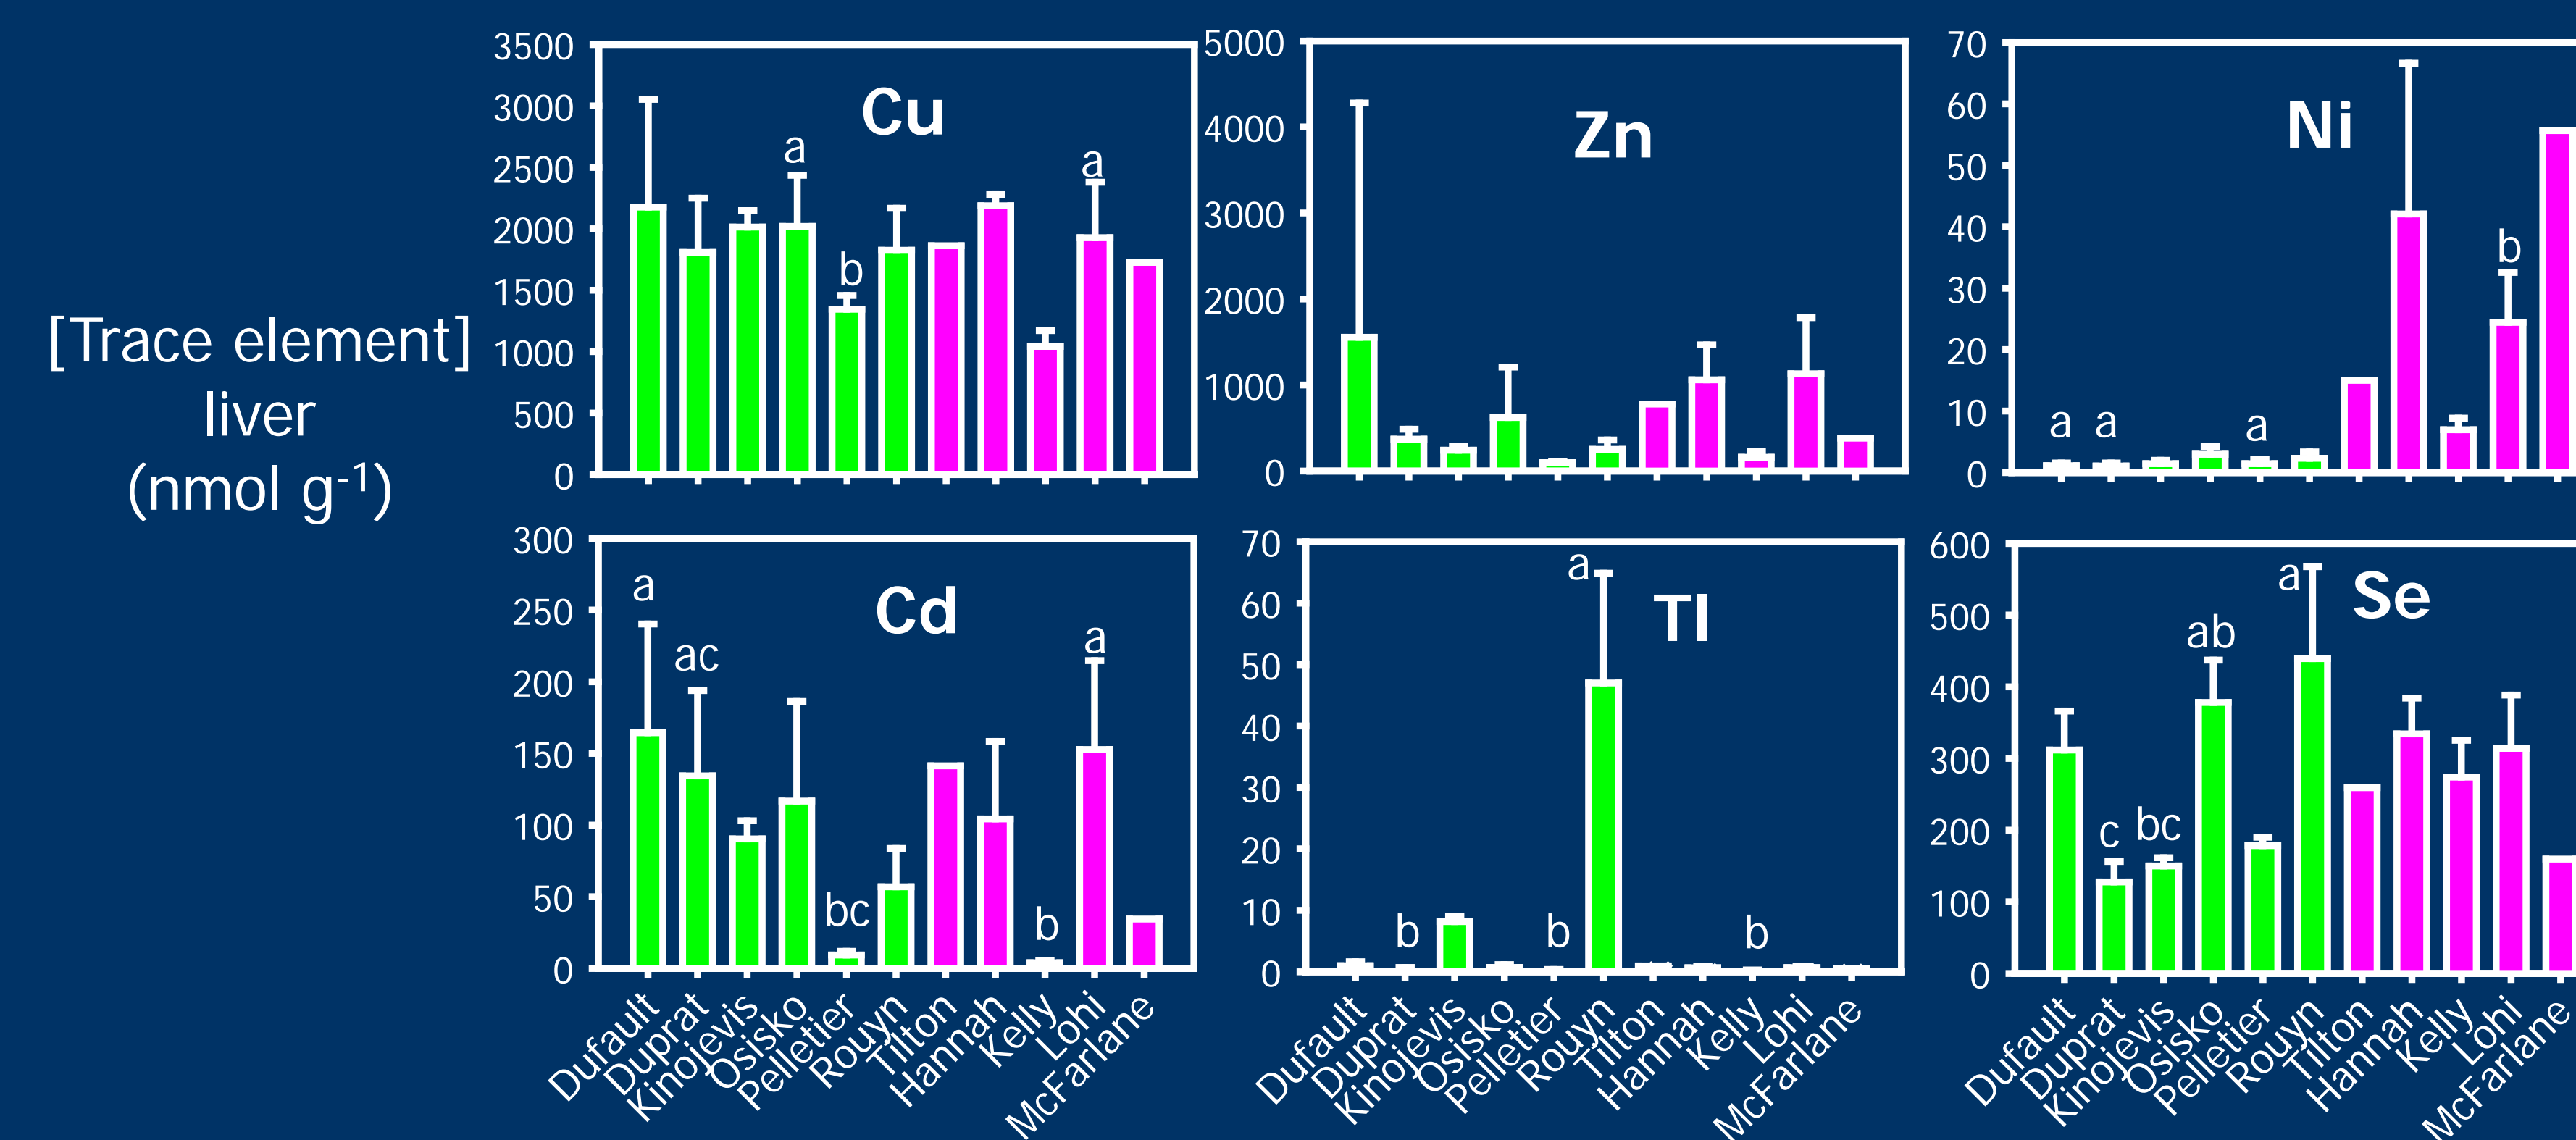 [Trace element]
liver
(nmol g-1)
3500
3000
2500
2000
1500
1000
500
0
Cu
a
b
a
5000
4000
3000
2000
1000
0
Zn
70
60
50
40
30
20
10
0
Ni
a a a b
300
250
200
150
100
50
0
Cd
a
ac
bc
b
a
Dufault
Duprat
Kinojevis
Osisko
Pelletier
Rouyn
Tilton
Hannah
Kelly
Lohi
McFarlane
70
60
50
40
30
20
10
0
Tl
b
b
a
b
Dufault
Duprat
Kinojevis
Osisko
Pelletier
Rouyn
Tilton
Hannah
Kelly
Lohi
McFarlane
600
500
400
300
200
100
0
Se
c
bc
ab
a
Dufault
Duprat
Kinojevis
Osisko
Pelletier
Rouyn
Tilton
Hannah
Kelly
Lohi
McFarlane